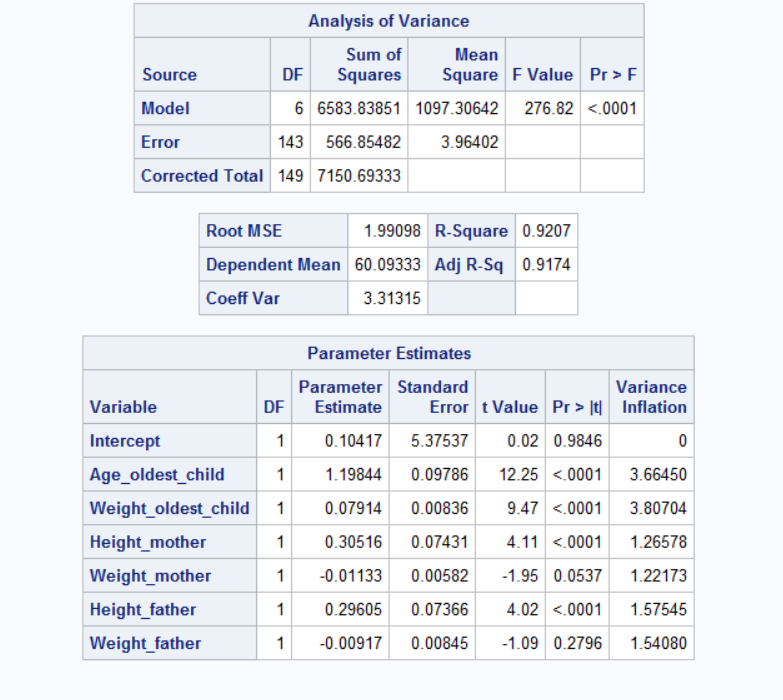 Analysis of Variance
Source DF Sum of Squares Mean Square F Value Pr > F
Model 6 6583.83851 1097.30642 276.82 <.0001
Error 143 566.85482 3.96402
Corrected Total 149 7150.69333
Root MSE 1.99098 R-Square 0.9207
Dependent Mean 60.09333 Adj R-Sq 0.9174
Coeff Var 3.31315
Parameter Estimates
Variable DF Parameter Estimate Standard Error t Value Pr > |t| Variance Inflation
Intercept 1 0.10417 5.37537 0.02 0.9846 0
Age_oldest_child 1 1.19844 0.09786 12.25 <.0001 3.66450
Weight_oldest_child 1 0.07914 0.00836 9.47 <.0001 3.80704
Height_mother 1 0.30516 0.07431 4.11 <.0001 1.26578
Weight_mother 1 -0.01133 0.00582 -1.95 0.0537 1.22173
Height_father 1 0.29605 0.07366 4.02 <.0001 1.57545
Weight_father 1 -0.00917 0.00845 -1.09 0.2796 1.54080